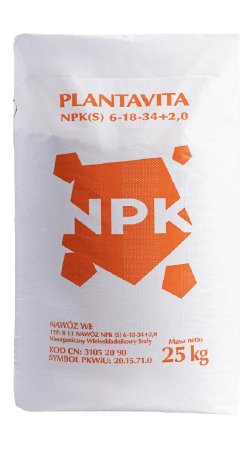 PLANTAVITA
NPK(S) 6-18-34+2,0
NPK
NAWÓZ WE
TYP: B 1.1 NAWÓZ NPK (S) 6-18-34+2,0
Nieorganiczny Wieloskładnikowy Stały
KOD CN: 3105 20 90
SYMBOL PKWiU: 20.15.71.0
Masa netto
25 kg